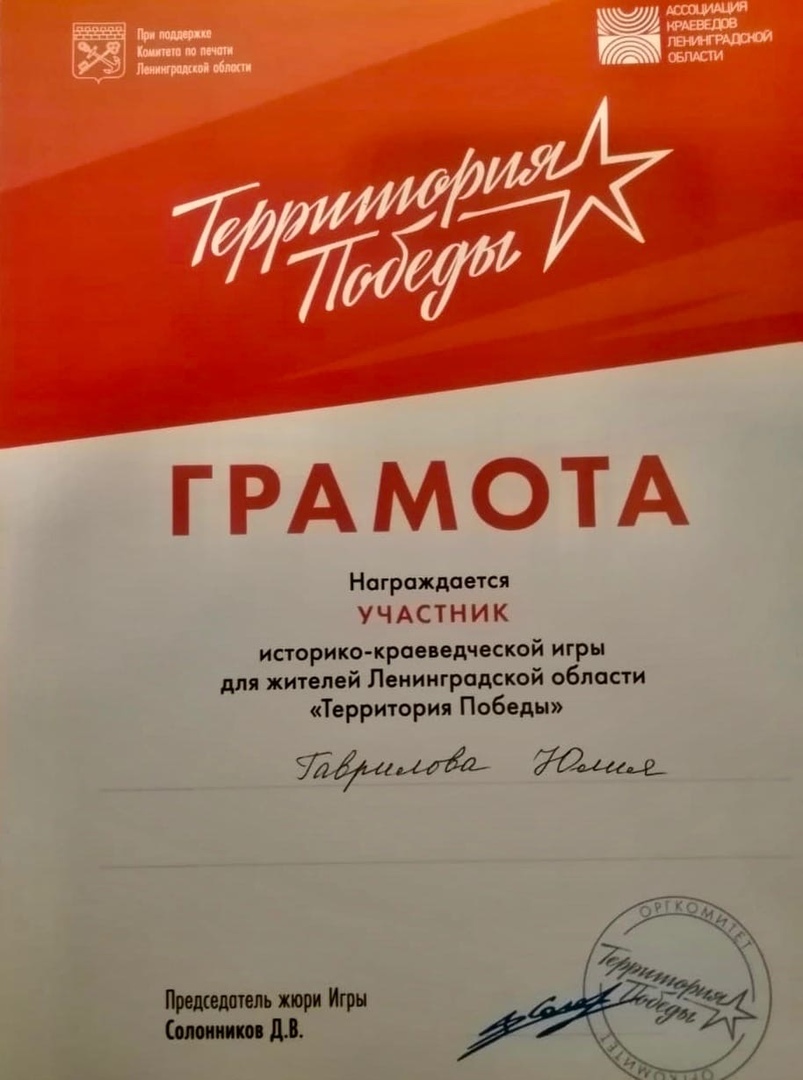 При поддержке
Комитета по печати
Ленинградской области
АССОЦИАЦИЯ
КРАЕВЕДОВ
ЛЕНИНГРАДСКОЙ
ОБЛАСТИ
Территория
Победы
ГРАМОТА
Награждается
УЧАСТНИК
историко-краеведческой игры
для жителей Ленинградской области
«Территория Победы»
Гаврилова Юлия
Председатель жюри Игры
Солонников Д.В.
ОРГКОМИТЕТ
Территория
Победы
ОРГКОМИТЕТ